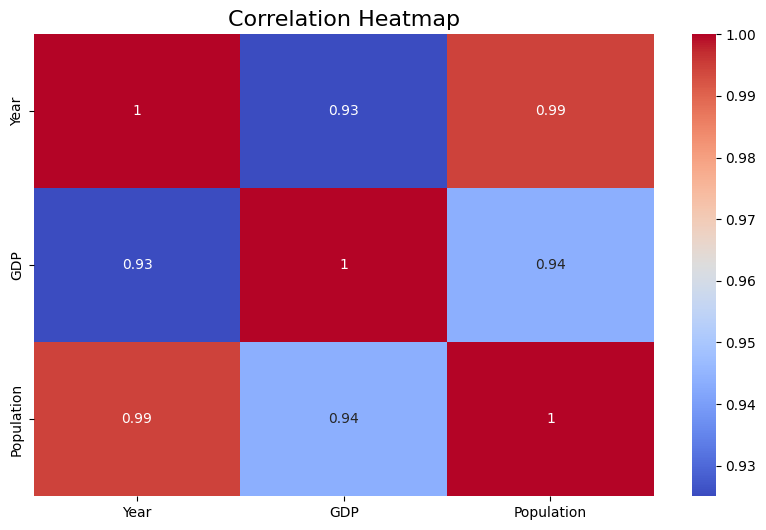 Correlation Heatmap
Year
1
0.93
0.99
GDP
0.93
1
0.94
Population
0.99
0.94
1
Year
GDP
Population
1.00
0.99
0.98
0.97
0.96
0.95
0.94
0.93